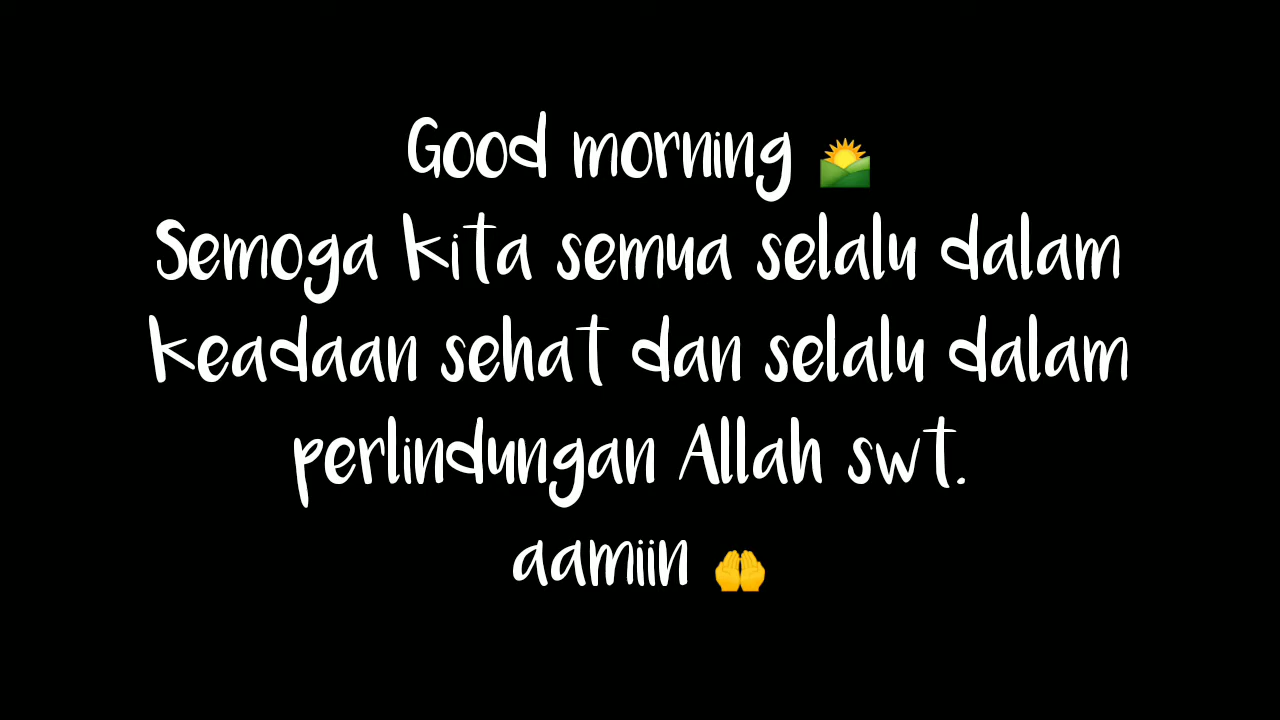 Good morning 🌄
Semoga kita semua selalu dalam
keadaan sehat dan selalu dalam
perlindungan Allah swt.
aamiin 🤲